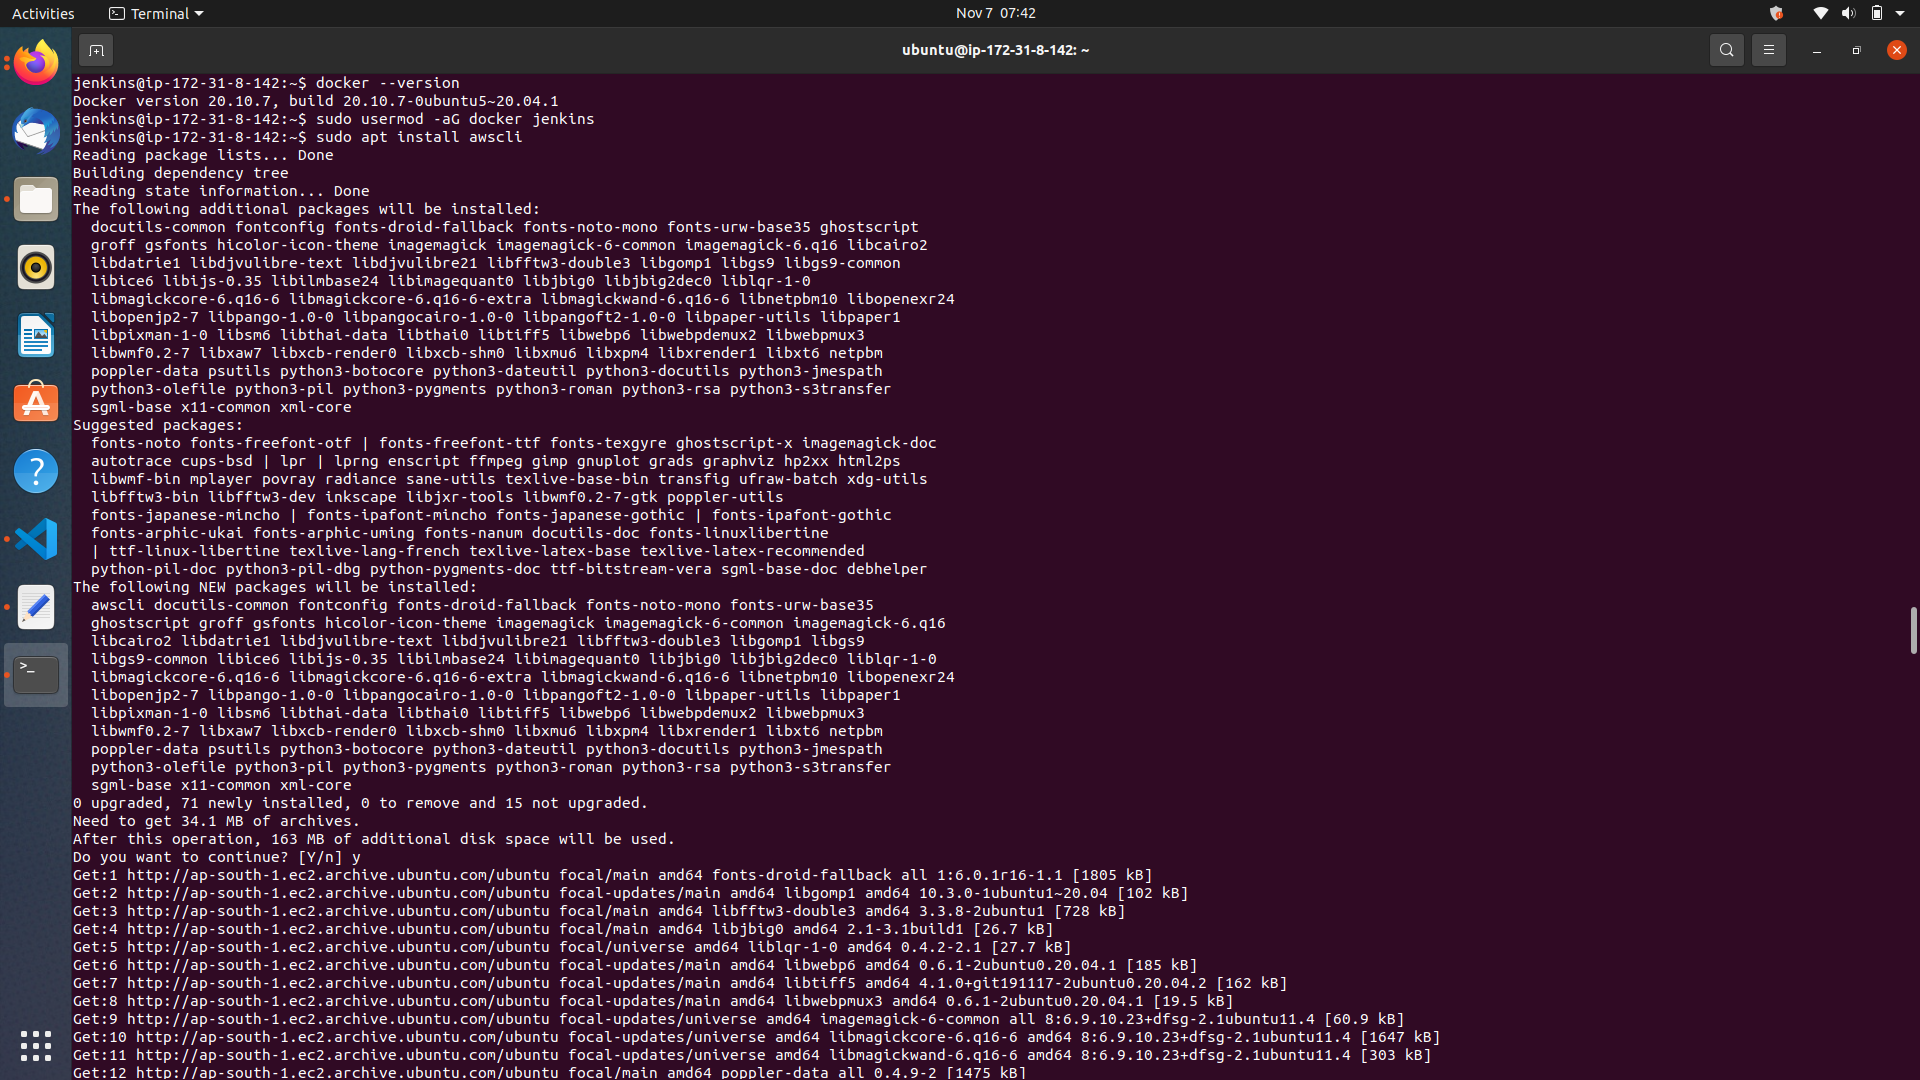 Activities
Terminal
Nov 7 07:42
ubuntu@ip-172-31-8-142: ~
jenkins@ip-172-31-8-142:~$ docker --version
Docker version 20.10.7, build 20.10.7-0ubuntu5~20.04.1
jenkins@ip-172-31-8-142:~$ sudo usermod -aG docker jenkins
jenkins@ip-172-31-8-142:~$ sudo apt install awscli
Reading package lists... Done
Building dependency tree
Reading state information... Done
The following additional packages will be installed:
  docutils-common fontconfig fonts-droid-fallback fonts-noto-mono fonts-urw-base35 ghostscript
  groff gsfonts hicolor-icon-theme imagemagick imagemagick-6-common imagemagick-6.q16 libcairo2
  libdatrie1 libdjvulibre-text libdjvulibre21 libfftw3-double3 libgomp1 libgs9 libgs9-common
  libice6 libijs-0.35 libilmbase24 libimagequant0 libjbig0 libjbig2dec0 liblqr-1-0
  libmagickcore-6.q16-6 libmagickcore-6.q16-6-extra libmagickwand-6.q16-6 libnetpbm10 libopenexr24
  libopenjp2-7 libpango-1.0-0 libpangocairo-1.0-0 libpangoft2-1.0-0 libpaper-utils libpaper1
  libpixman-1-0 libsm6 libthai-data libthai0 libtiff5 libwebp6 libwebpdemux2 libwebpmux3
  libwmf0.2-7 libxaw7 libxcb-render0 libxcb-shm0 libxmu6 libxpm4 libxrender1 libxt6 netpbm
  poppler-data psutils python3-botocore python3-dateutil python3-docutils python3-jmespath
  python3-olefile python3-pil python3-pygments python3-roman python3-rsa python3-s3transfer
  sgml-base x11-common xml-core
Suggested packages:
  fonts-noto fonts-freefont-otf | fonts-freefont-ttf fonts-texgyre ghostscript-x imagemagick-doc
  autotrace cups-bsd | lpr | lprng enscript ffmpeg gimp gnuplot grads graphviz hp2xx html2ps
  libwmf-bin mplayer povray radiance sane-utils texlive-base-bin transfig ufraw-batch xdg-utils
  libfftw3-bin libfftw3-dev inkscape libjxr-tools libwmf0.2-7-gtk poppler-utils
  fonts-japanese-mincho | fonts-ipafont-mincho fonts-japanese-gothic | fonts-ipafont-gothic
  fonts-arphic-ukai fonts-arphic-uming fonts-nanum docutils-doc fonts-linuxlibertine
  | ttf-linux-libertine texlive-lang-french texlive-latex-base texlive-latex-recommended
  python-pil-doc python3-pil-dbg python-pygments-doc ttf-bitstream-vera sgml-base-doc debhelper
The following NEW packages will be installed:
  awscli docutils-common fontconfig fonts-droid-fallback fonts-noto-mono fonts-urw-base35
  ghostscript groff gsfonts hicolor-icon-theme imagemagick imagemagick-6-common imagemagick-6.q16
  libcairo2 libdatrie1 libdjvulibre-text libdjvulibre21 libfftw3-double3 libgomp1 libgs9
  libgs9-common libice6 libijs-0.35 libilmbase24 libimagequant0 libjbig0 libjbig2dec0 liblqr-1-0
  libmagickcore-6.q16-6 libmagickcore-6.q16-6-extra libmagickwand-6.q16-6 libnetpbm10 libopenexr24
  libopenjp2-7 libpango-1.0-0 libpangocairo-1.0-0 libpangoft2-1.0-0 libpaper-utils libpaper1
  libpixman-1-0 libsm6 libthai-data libthai0 libtiff5 libwebp6 libwebpdemux2 libwebpmux3
  libwmf0.2-7 libxaw7 libxcb-render0 libxcb-shm0 libxmu6 libxpm4 libxrender1 libxt6 netpbm
  poppler-data psutils python3-botocore python3-dateutil python3-docutils python3-jmespath
  python3-olefile python3-pil python3-pygments python3-roman python3-rsa python3-s3transfer
  sgml-base x11-common xml-core
0 upgraded, 71 newly installed, 0 to remove and 15 not upgraded.
Need to get 34.1 MB of archives.
After this operation, 163 MB of additional disk space will be used.
Do you want to continue? [Y/n] y
Get:1 http://ap-south-1.ec2.archive.ubuntu.com/ubuntu focal/main amd64 fonts-droid-fallback all 1:6.0.1r16-1.1 [1805 kB]
Get:2 http://ap-south-1.ec2.archive.ubuntu.com/ubuntu focal-updates/main amd64 libgomp1 amd64 10.3.0-1ubuntu1~20.04 [102 kB]
Get:3 http://ap-south-1.ec2.archive.ubuntu.com/ubuntu focal/main amd64 libfftw3-double3 amd64 3.3.8-2ubuntu1 [728 kB]
Get:4 http://ap-south-1.ec2.archive.ubuntu.com/ubuntu focal/main amd64 libjbig0 amd64 2.1-3.1build1 [26.7 kB]
Get:5 http://ap-south-1.ec2.archive.ubuntu.com/ubuntu focal/universe amd64 liblqr-1-0 amd64 0.4.2-2.1 [27.7 kB]
Get:6 http://ap-south-1.ec2.archive.ubuntu.com/ubuntu focal-updates/main amd64 libwebp6 amd64 0.6.1-2ubuntu0.20.04.1 [185 kB]
Get:7 http://ap-south-1.ec2.archive.ubuntu.com/ubuntu focal-updates/main amd64 libtiff5 amd64 4.1.0+git191117-2ubuntu0.20.04.2 [162 kB]
Get:8 http://ap-south-1.ec2.archive.ubuntu.com/ubuntu focal-updates/main amd64 libwebpmux3 amd64 0.6.1-2ubuntu0.20.04.1 [19.5 kB]
Get:9 http://ap-south-1.ec2.archive.ubuntu.com/ubuntu focal-updates/universe amd64 imagemagick-6-common all 8:6.9.10.23+dfsg-2.1ubuntu11.4 [60.9 kB]
Get:10 http://ap-south-1.ec2.archive.ubuntu.com/ubuntu focal-updates/universe amd64 libmagickcore-6.q16-6 amd64 8:6.9.10.23+dfsg-2.1ubuntu11.4 [1647 kB]
Get:11 http://ap-south-1.ec2.archive.ubuntu.com/ubuntu focal-updates/universe amd64 libmagickwand-6.q16-6 amd64 8:6.9.10.23+dfsg-2.1ubuntu11.4 [303 kB]
Get:12 http://ap-south-1.ec2.archive.ubuntu.com/ubuntu focal/main amd64 poppler-data all 0.4.9-2 [1475 kB]